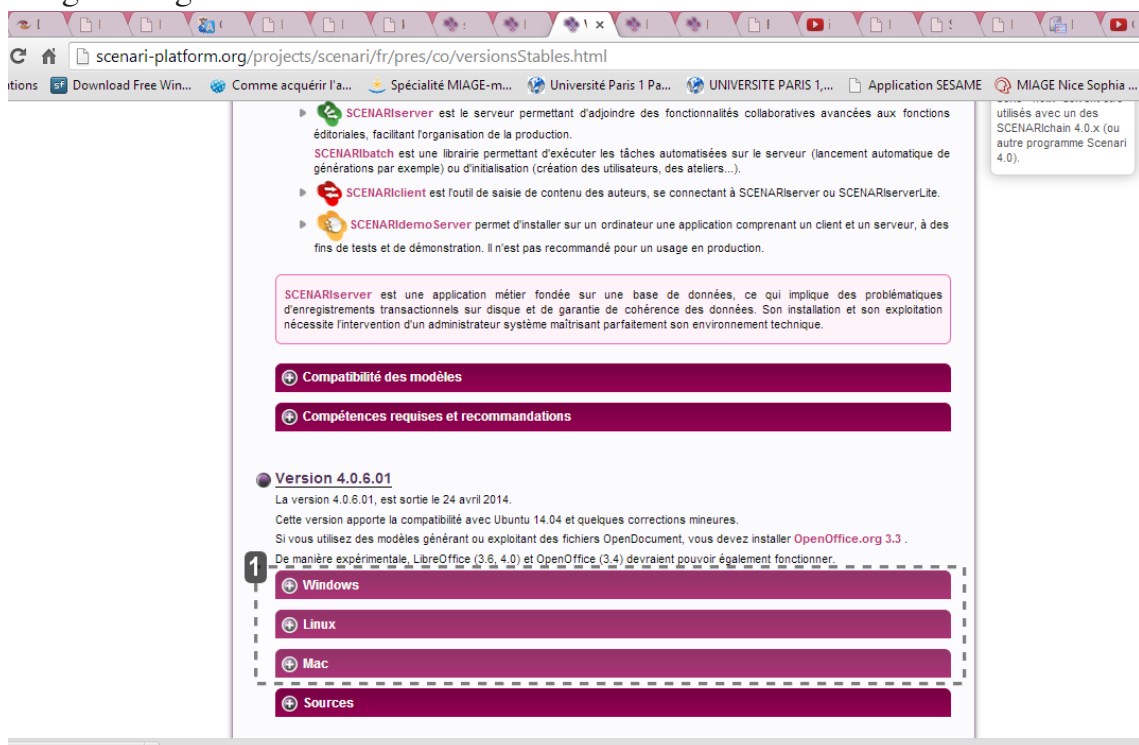 scenari-platform.org/projects/scenari/fr/pres/co/versionsStables.html
Download Free Win...
Comme acquérir l'a...
Spécialité MIAGE-m...
Université Paris 1 Pa...
UNIVERSITE PARIS 1,...
Application SESAME
MIAGE Nice Sophia ...
SCENARIserver est le serveur permettant d'adjoindre des fonctionnalités collaboratives avancées aux fonctions
éditoriales, facilitant l'organisation de la production.
SCENARIbatch est une librairie permettant d'exécuter les tâches automatisées sur le serveur (lancement automatique de
générations par exemple) ou d'initialisation (création des utilisateurs, des ateliers...).
SCENARIclient est l'outil de saisie de contenu des auteurs, se connectant à SCENARIserver ou SCENARIserverLite.
SCENARIdemoServer permet d'installer sur un ordinateur une application comprenant un client et un serveur, à des
fins de tests et de démonstration. Il n'est pas recommandé pour un usage en production.
utilisés avec un des
SCENARIchain 4.0.x (ou
autre programme Scenari
4.0).
SCENARIserver est une application métier fondée sur une base de données, ce qui implique des problématiques
d'enregistrements transactionnels sur disque et de garantie de cohérence des données. Son installation et son exploitation
nécessite l'intervention d'un administrateur système maîtrisant parfaitement son environnement technique.
Compatibilité des modèles
Compétences requises et recommandations
Version 4.0.6.01
La version 4.0.6.01, est sortie le 24 avril 2014.
Cette version apporte la compatibilité avec Ubuntu 14.04 et quelques corrections mineures.
Si vous utilisez des modèles générant ou exploitant des fichiers OpenDocument, vous devez installer OpenOffice.org 3.3 .
De manière expérimentale, LibreOffice (3.6, 4.0) et OpenOffice (3.4) devraient pouvoir également fonctionner.
1
Windows
Linux
Mac
Sources